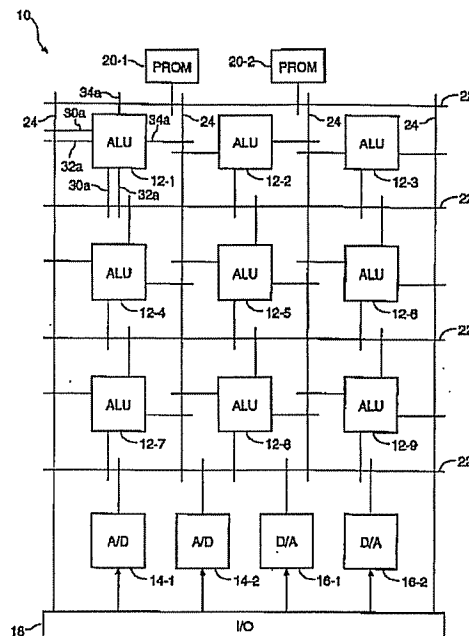 10
20-1 PROM 20-2 PROM
34a 22
24 30a 24 24 24
ALU 34a ALU ALU
32a
30a 32a 12-1 12-2 12-3
22
ALU ALU ALU
12-4 12-5 12-6
22
ALU ALU ALU
12-7 12-8 12-9
22
A/D A/D D/A D/A
14-1 14-2 16-1 16-2
18 I/O